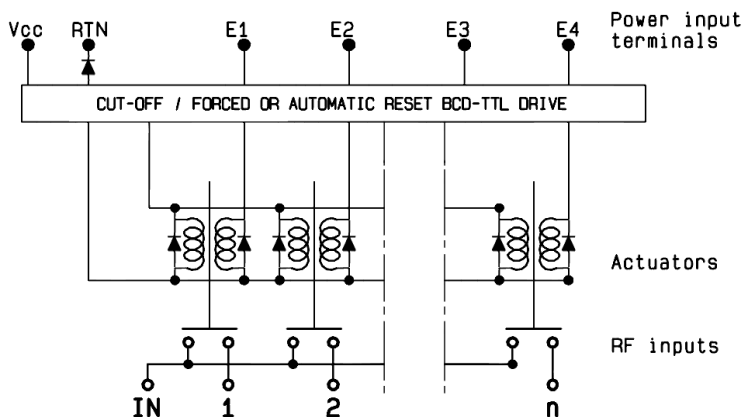 Vcc RTN E1 E2 E3 E4 Power input
terminals
CUT-OFF / FORCED OR AUTOMATIC RESET BCD-TTL DRIVE
Actuators
RF inputs
IN 1 2 n